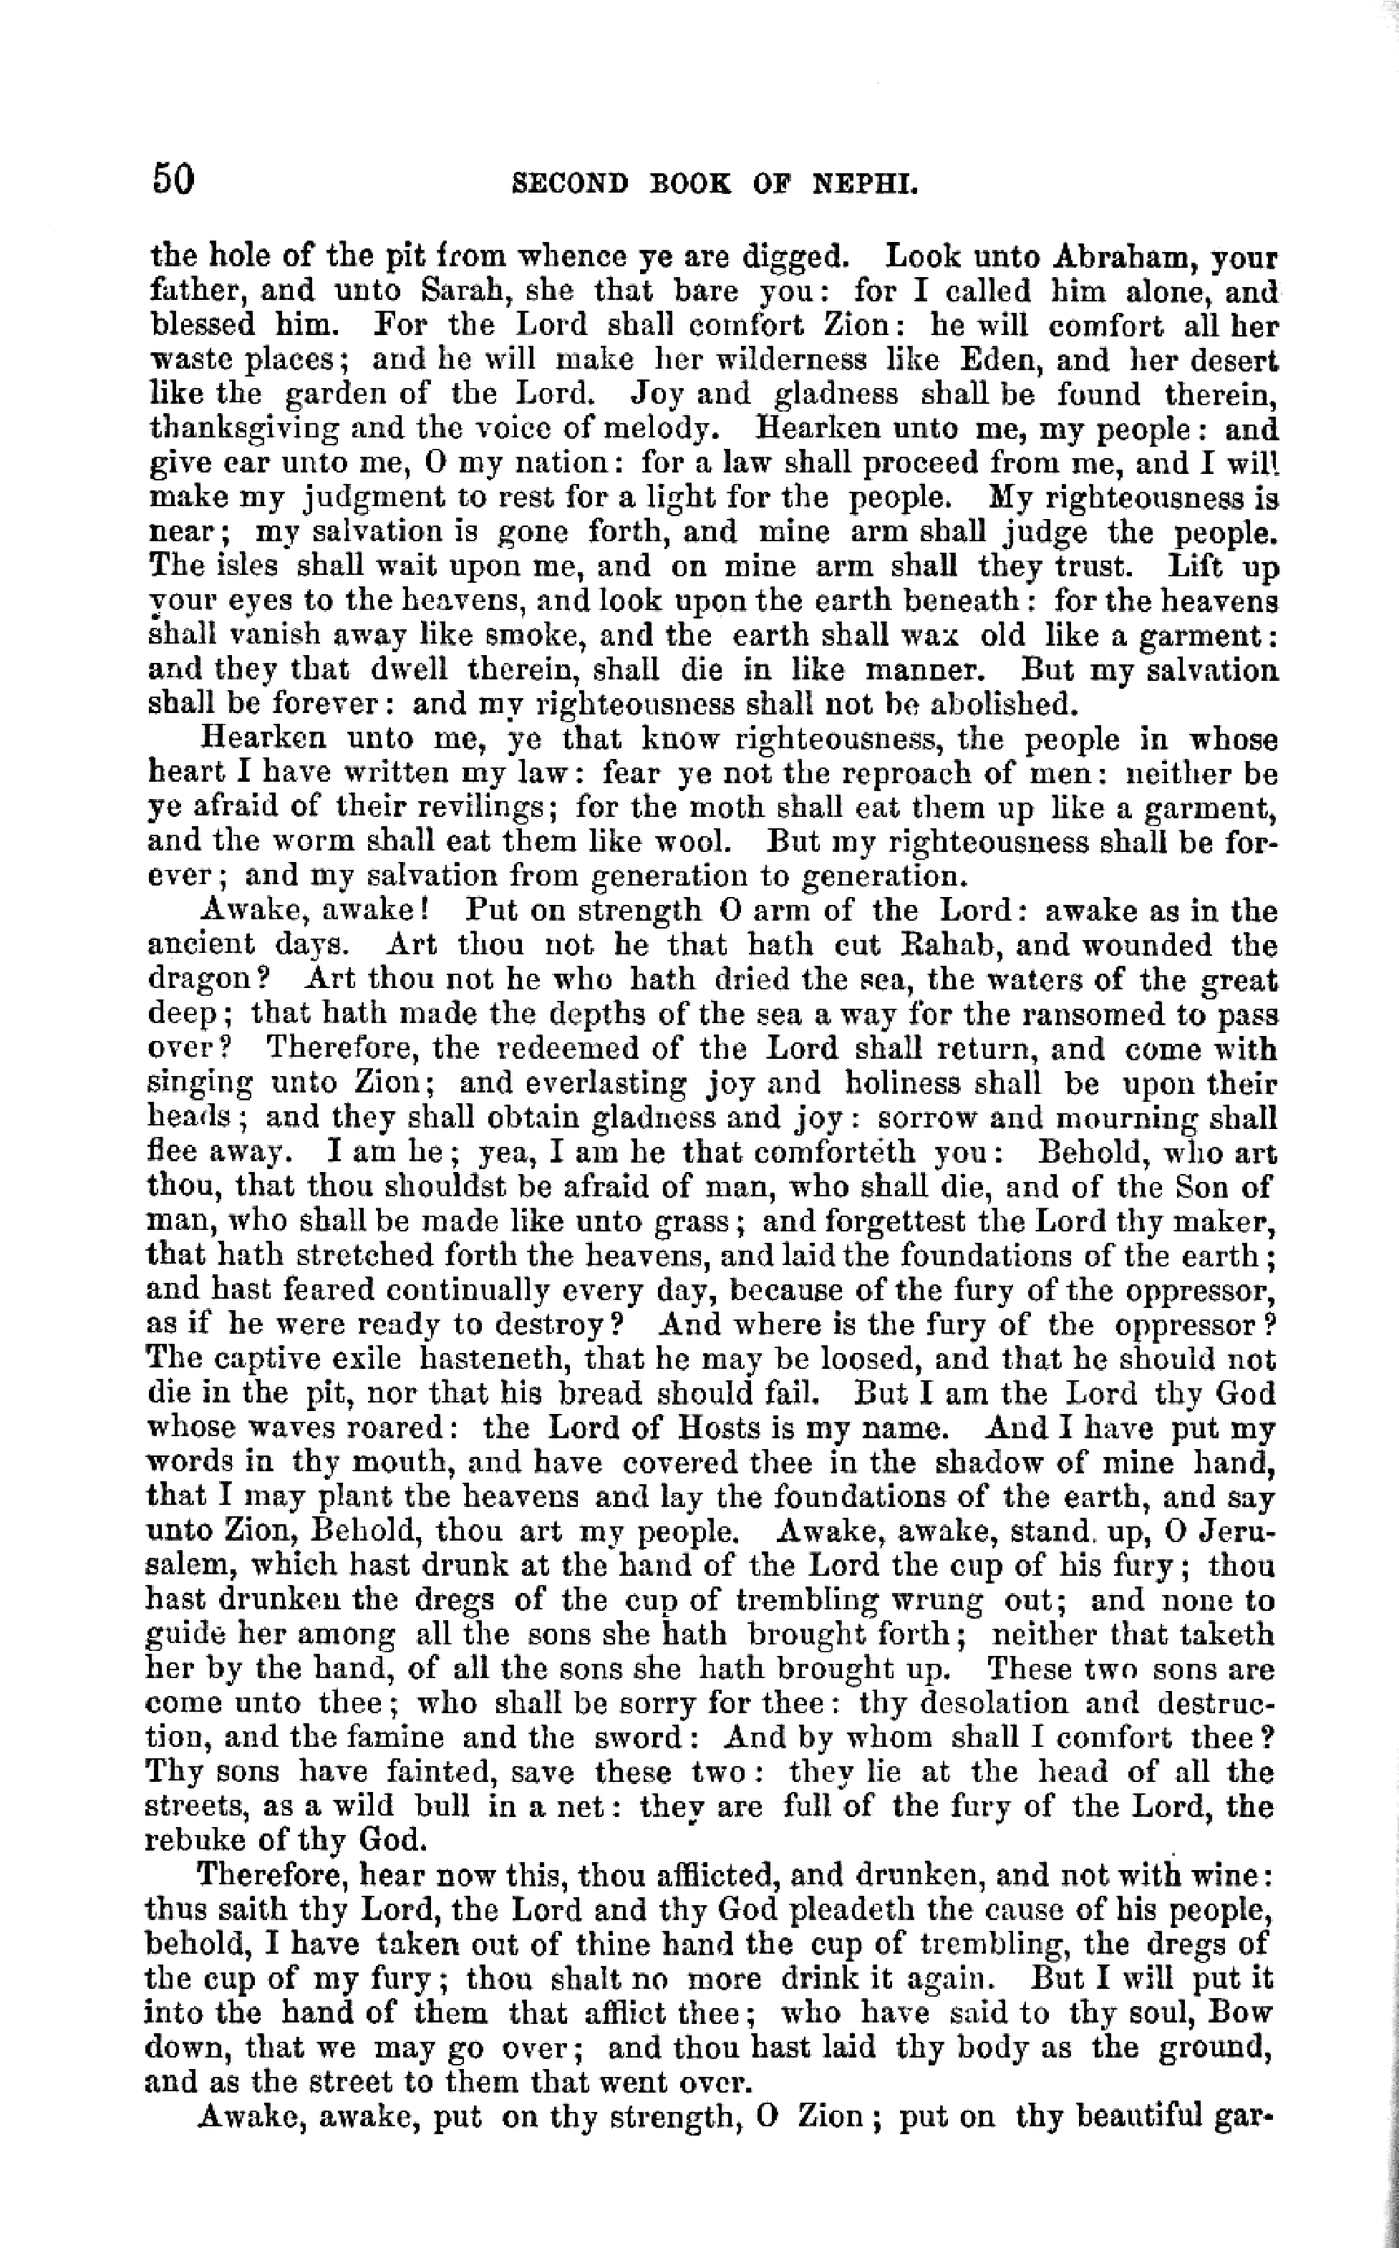 50 SECOND BOOK OF NEPHI.
the hole of the pit from whence ye are digged. Look unto Abraham, your
father, and unto Sarah, she that bare you: for I called him alone, and
blessed him. For the Lord shall comfort Zion: he will comfort all her
waste places; and he will make her wilderness like Eden, and her desert
like the garden of the Lord. Joy and gladness shall be found therein,
thanksgiving and the voice of melody. Hearken unto me, my people: and
give ear unto me, O my nation: for a law shall proceed from me, and I will
make my judgment to rest for a light for the people. My righteousness is
near; my salvation is gone forth, and mine arm shall judge the people.
The isles shall wait upon me, and on mine arm shall they trust. Lift up
your eyes to the heavens, and look upon the earth beneath: for the heavens
shall vanish away like smoke, and the earth shall wax old like a garment:
and they that dwell therein, shall die in like manner. But my salvation
shall be forever: and my righteousness shall not be abolished.
Hearken unto me, ye that know righteousness, the people in whose
heart I have written my law: fear ye not the reproach of men: neither be
ye afraid of their revilings; for the moth shall eat them up like a garment,
and the worm shall eat them like wool. But my righteousness shall be for-
ever; and my salvation from generation to generation.
Awake, awake! Put on strength O arm of the Lord: awake as in the
ancient days. Art thou not he that hath cut Rahab, and wounded the
dragon? Art thou not he who hath dried the sea, the waters of the great
deep; that hath made the depths of the sea a way for the ransomed to pass
over? Therefore, the redeemed of the Lord shall return, and come with
singing unto Zion; and everlasting joy and holiness shall be upon their
heads; and they shall obtain gladness and joy: sorrow and mourning shall
flee away. I am he; yea, I am he that comforteth you: Behold, who art
thou, that thou shouldst be afraid of man, who shall die, and of the Son of
man, who shall be made like unto grass; and forgettest the Lord thy maker,
that hath stretched forth the heavens, and laid the foundations of the earth;
and hast feared continually every day, because of the fury of the oppressor,
as if he were ready to destroy? And where is the fury of the oppressor?
The captive exile hasteneth, that he may be loosed, and that he should not
die in the pit, nor that his bread should fail. But I am the Lord thy God
whose waves roared: the Lord of Hosts is my name. And I have put my
words in thy mouth, and have covered thee in the shadow of mine hand,
that I may plant the heavens and lay the foundations of the earth, and say
unto Zion, Behold, thou art my people. Awake, awake, stand up, O Jeru-
salem, which hast drunk at the hand of the Lord the cup of his fury; thou
hast drunken the dregs of the cup of trembling wrung out; and none to
guide her among all the sons she hath brought forth; neither that taketh
her by the hand, of all the sons she hath brought up. These two sons are
come unto thee; who shall be sorry for thee: thy desolation and destruc-
tion, and the famine and the sword: And by whom shall I comfort thee?
Thy sons have fainted, save these two: they lie at the head of all the
streets, as a wild bull in a net: they are full of the fury of the Lord, the
rebuke of thy God.
Therefore, hear now this, thou afflicted, and drunken, and not with wine:
thus saith thy Lord, the Lord and thy God pleadeth the cause of his people,
behold, I have taken out of thine hand the cup of trembling, the dregs of
the cup of my fury; thou shalt no more drink it again. But I will put it
into the hand of them that afflict thee; who have said to thy soul, Bow
down, that we may go over; and thou hast laid thy body as the ground,
and as the street to them that went over.
Awake, awake, put on thy strength, O Zion; put on thy beautiful gar-